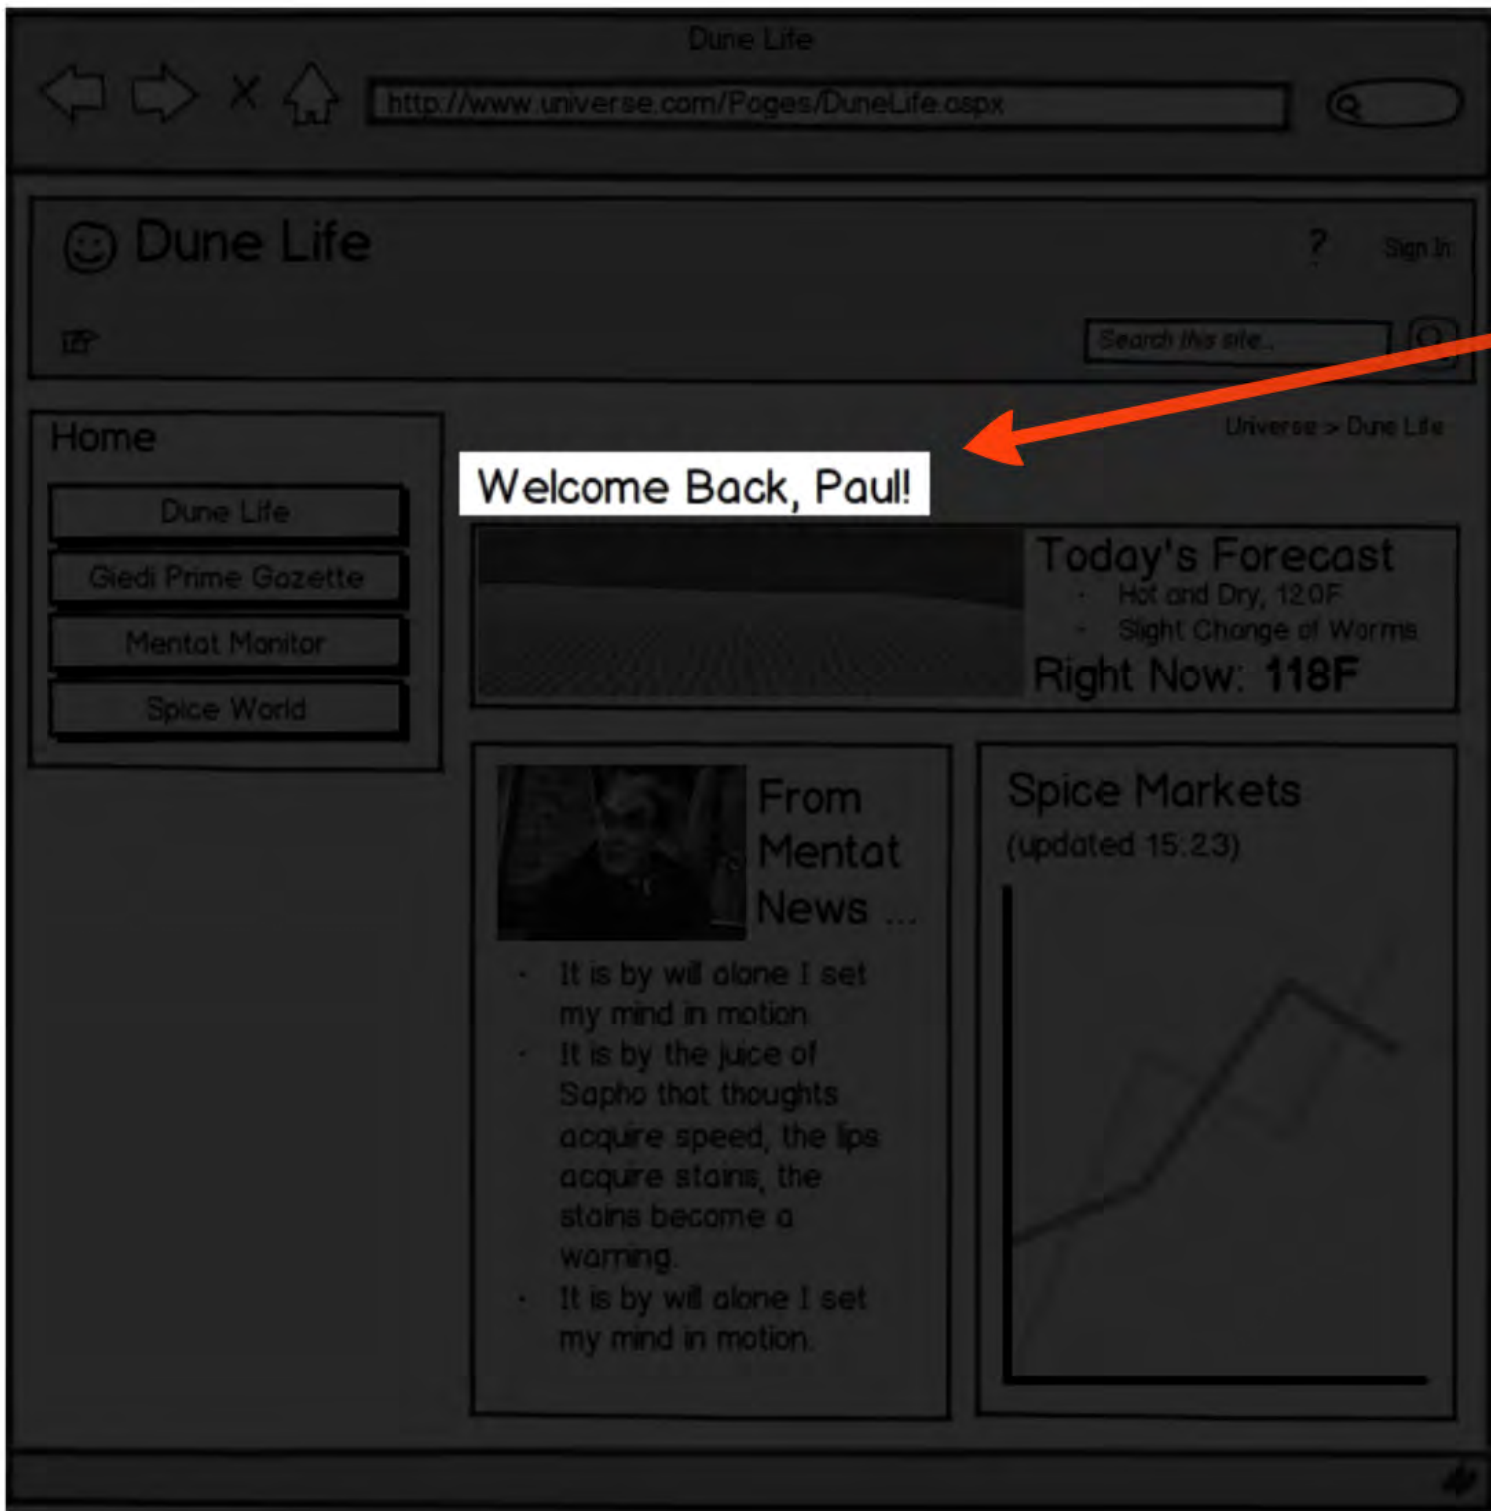 Dune Life
http://www.universe.com/Pages/DuneLife.aspx
Dune Life
?
Sign In
Search this site...
Universe > Dune Life
Home
Dune Life
Giedi Prime Gazette
Mentat Monitor
Spice World
Welcome Back, Paul!
Today's Forecast
- Hot and Dry, 120F
- Slight Change of Worms
Right Now: 118F
From
Mentat
News ...
- It is by will alone I set
my mind in motion
- It is by the juice of
Sapho that thoughts
acquire speed, the lips
acquire stains, the
stains become a
warning.
- It is by will alone I set
my mind in motion.
Spice Markets
(updated 15:23)